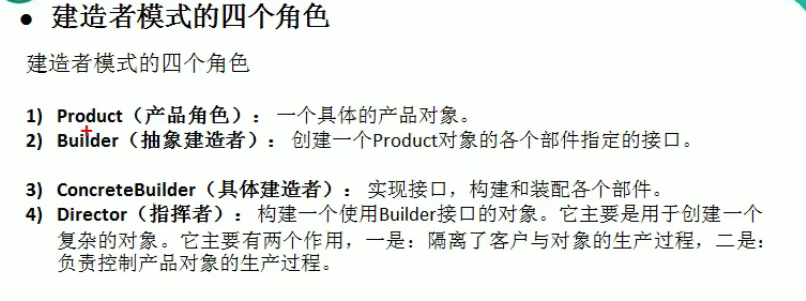 ● 建造者模式的四个角色
建造者模式的四个角色
1) Product（产品角色）： 一个具体的产品对象。
2) Builder（抽象建造者）： 创建一个Product对象的各个部件指定的接口。
3) ConcreteBuilder（具体建造者）： 实现接口，构建和装配各个部件。
4) Director（指挥者）： 构建一个使用Builder接口的对象。它主要是用于创建一个
复杂的对象。它主要有两个作用，一是：隔离了客户与对象的生产过程，二是：
负责控制产品对象的生产过程。